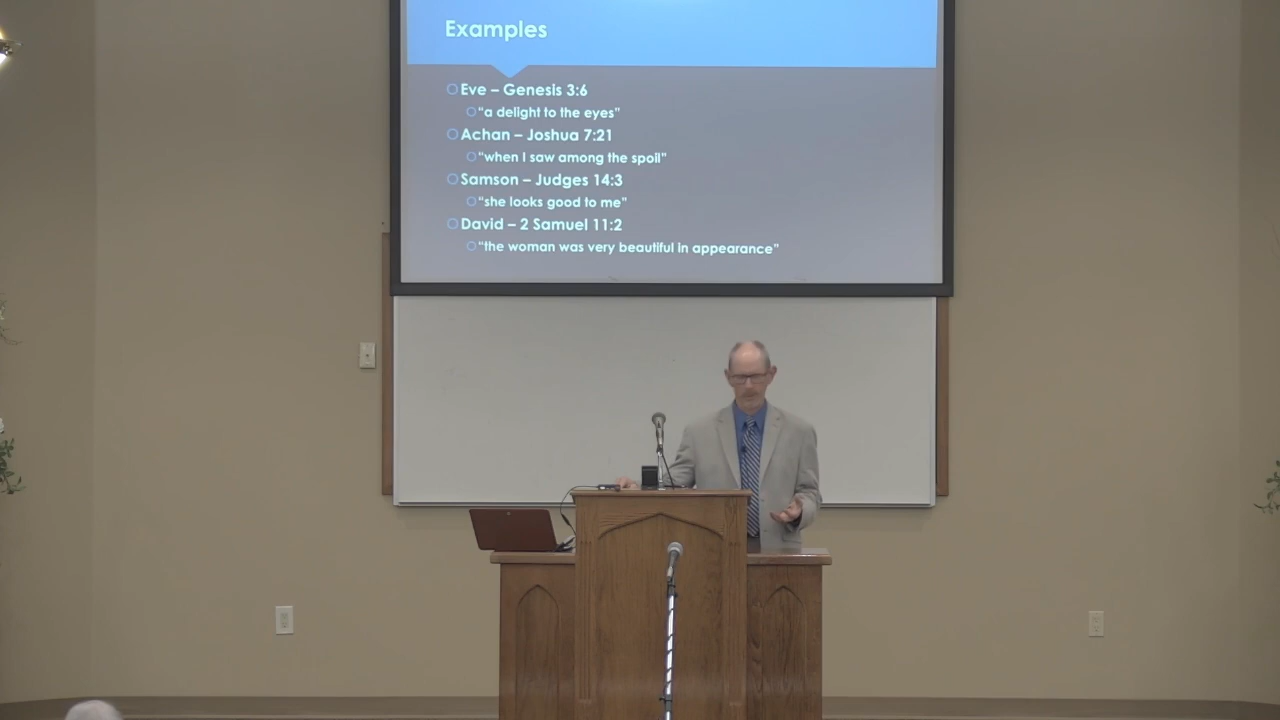 Examples
Eve – Genesis 3:6
“a delight to the eyes”
Achan – Joshua 7:21
“when I saw among the spoil”
Samson – Judges 14:3
“she looks good to me”
David – 2 Samuel 11:2
“the woman was very beautiful in appearance”